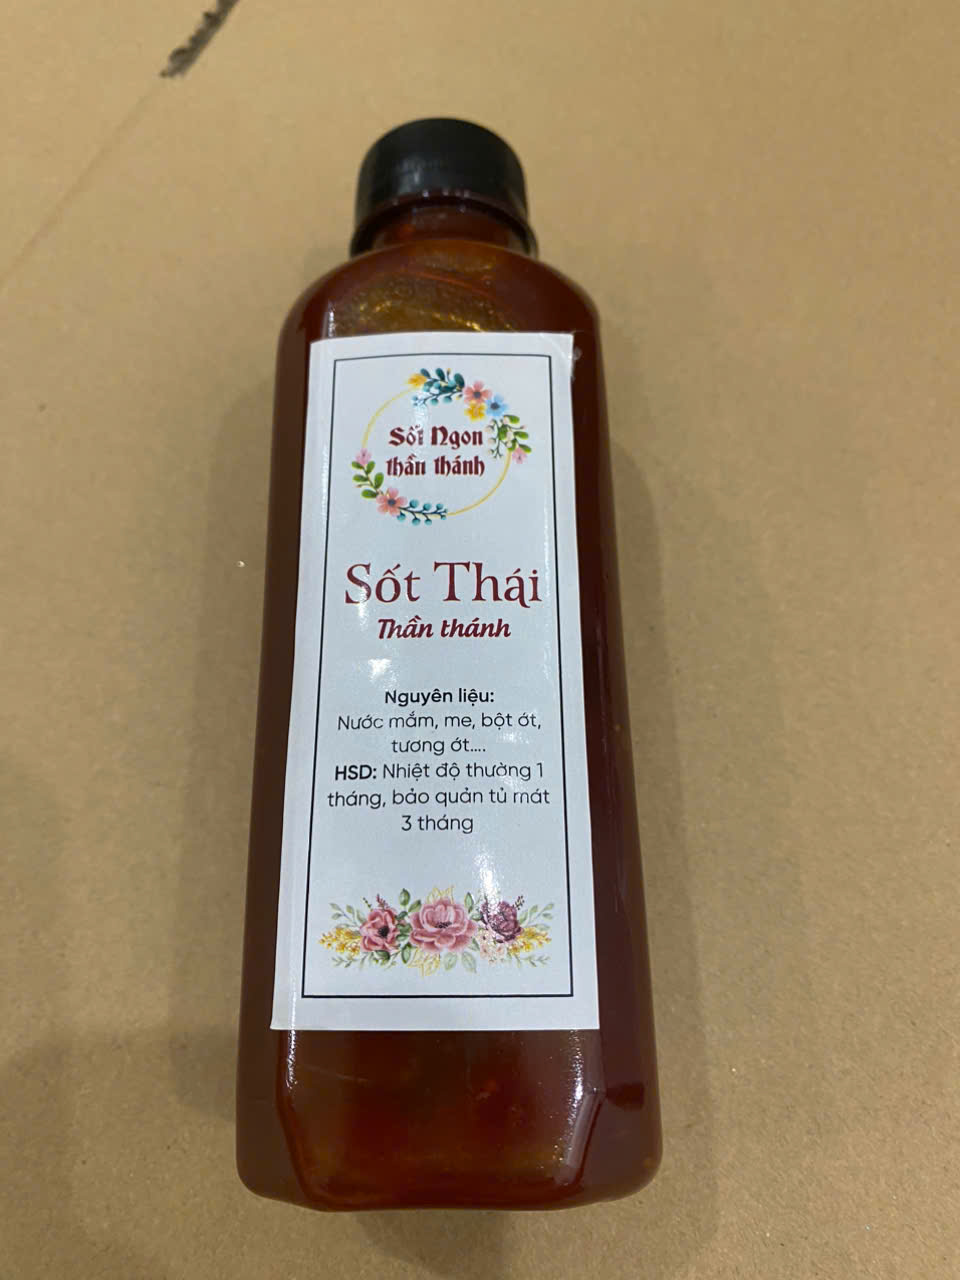 Sốt Ngon
thần thánh
Sốt Thái
Thần thánh
Nguyên liệu:
Nước mắm, me, bột ớt,
tương ớt....
HSD: Nhiệt độ thường 1
tháng, bảo quản tủ mát
3 tháng